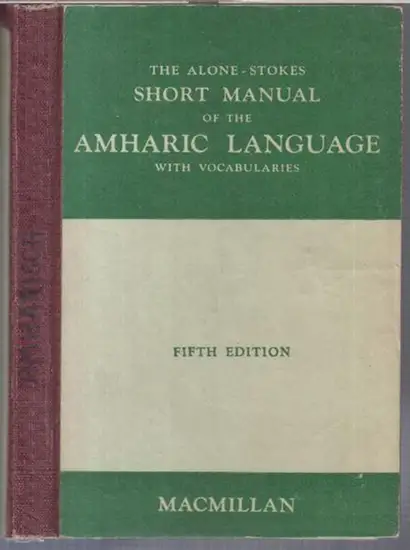 THE ALONE-STOKES
SHORT MANUAL
OF THE
AMHARIC LANGUAGE
WITH VOCABULARIES
FIFTH EDITION
MACMILLAN